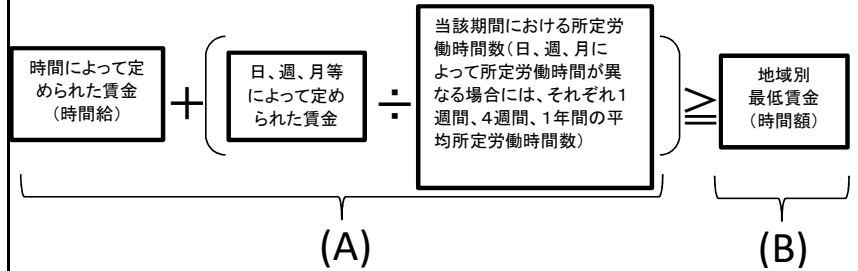 時間によって定
められた賃金
(時間給)
＋
日、週、月等
によって定め
られた賃金
÷
当該期間における所定労
働時間数(日、週、月に
よって所定労働時間が異
なる場合には、それぞれ1
週間、4週間、1年間の平
均所定労働時間数)
≧
地域別
最低賃金
(時間額)
(A)
(B)